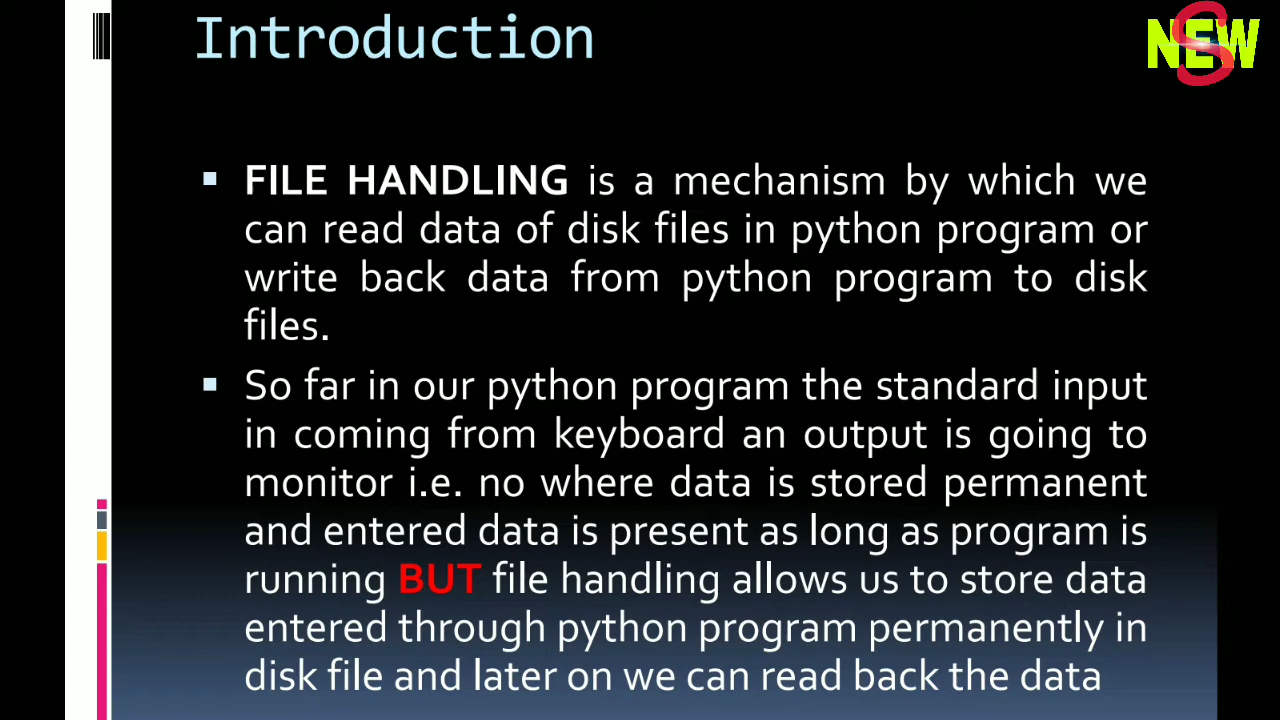 Introduction
NEW
S
▪ FILE HANDLING is a mechanism by which we
can read data of disk files in python program or
write back data from python program to disk
files.
▪ So far in our python program the standard input
in coming from keyboard an output is going to
monitor i.e. no where data is stored permanent
and entered data is present as long as program is
running BUT file handling allows us to store data
entered through python program permanently in
disk file and later on we can read back the data